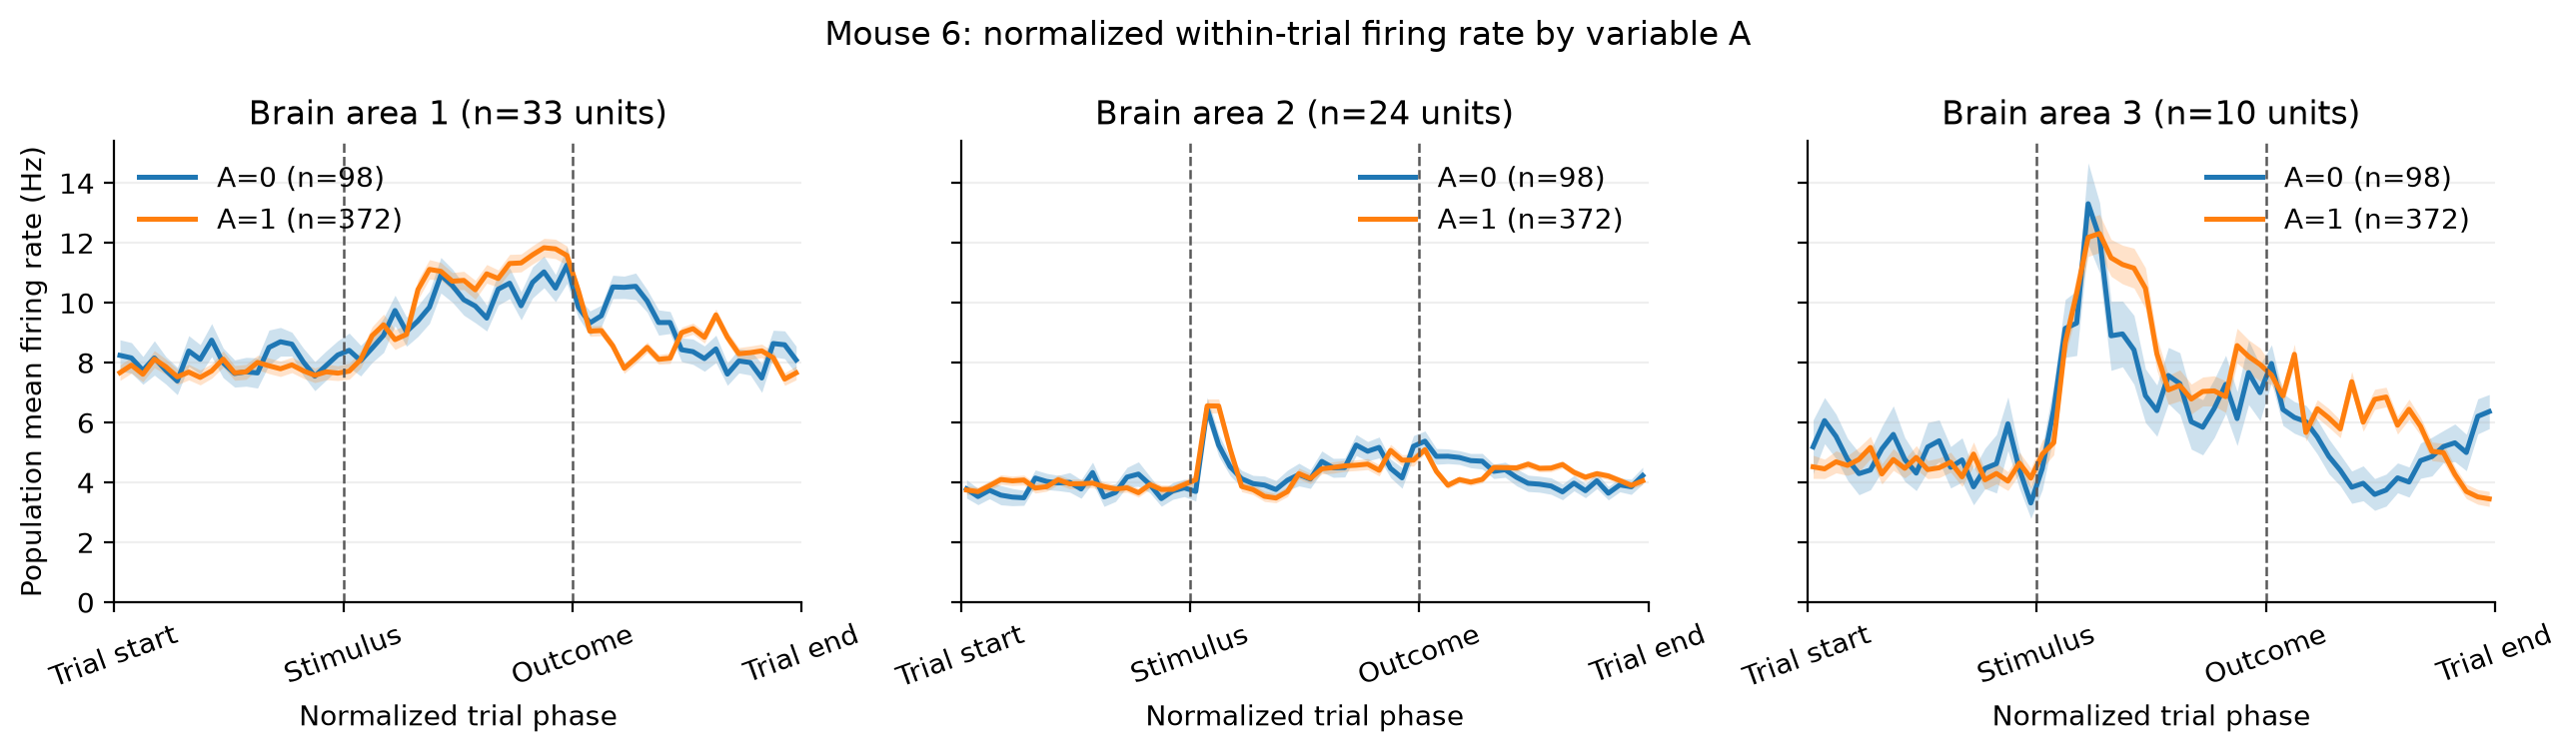 Mouse 6: normalized within-trial firing rate by variable A
Brain area 1 (n=33 units)
Population mean firing rate (Hz)
14
12
10
8
6
4
2
0
A=0 (n=98)
A=1 (n=372)
Trial start
Stimulus
Outcome
Trial end
Normalized trial phase
Brain area 2 (n=24 units)
A=0 (n=98)
A=1 (n=372)
Trial start
Stimulus
Outcome
Trial end
Normalized trial phase
Brain area 3 (n=10 units)
A=0 (n=98)
A=1 (n=372)
Trial start
Stimulus
Outcome
Trial end
Normalized trial phase